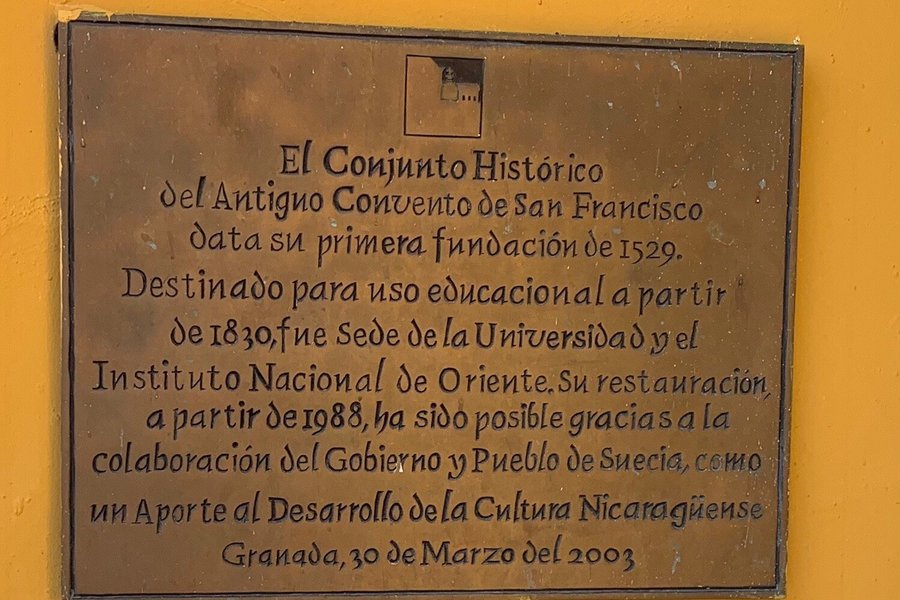 El Conjunto Histórico
del Antiguo Convento de San Francisco
data su primera fundación de 1529.
Destinado para uso educacional a partir
de 1830, fue Sede de la Universidad y el
Instituto Nacional de Oriente. Su restauración,
a partir de 1988, ha sido posible gracias a la
colaboración del Gobierno y Pueblo de Suecia, como
un Aporte al Desarrollo de la Cultura Nicaragüense
Granada, 30 de Marzo del 2003